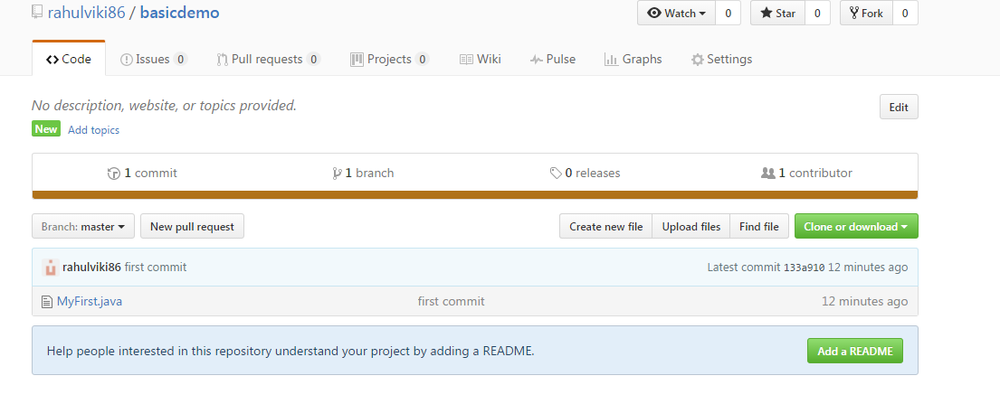 rahulviki86 / basicdemo
Watch 0 Star 0 Fork 0
Code Issues 0 Pull requests 0 Projects 0 Wiki Pulse Graphs Settings
No description, website, or topics provided.
Edit
New Add topics
1 commit 1 branch 0 releases 1 contributor
Branch: master New pull request Create new file Upload files Find file Clone or download
rahulviki86 first commit Latest commit 133a910 12 minutes ago
MyFirst.java first commit 12 minutes ago
Help people interested in this repository understand your project by adding a README. Add a README